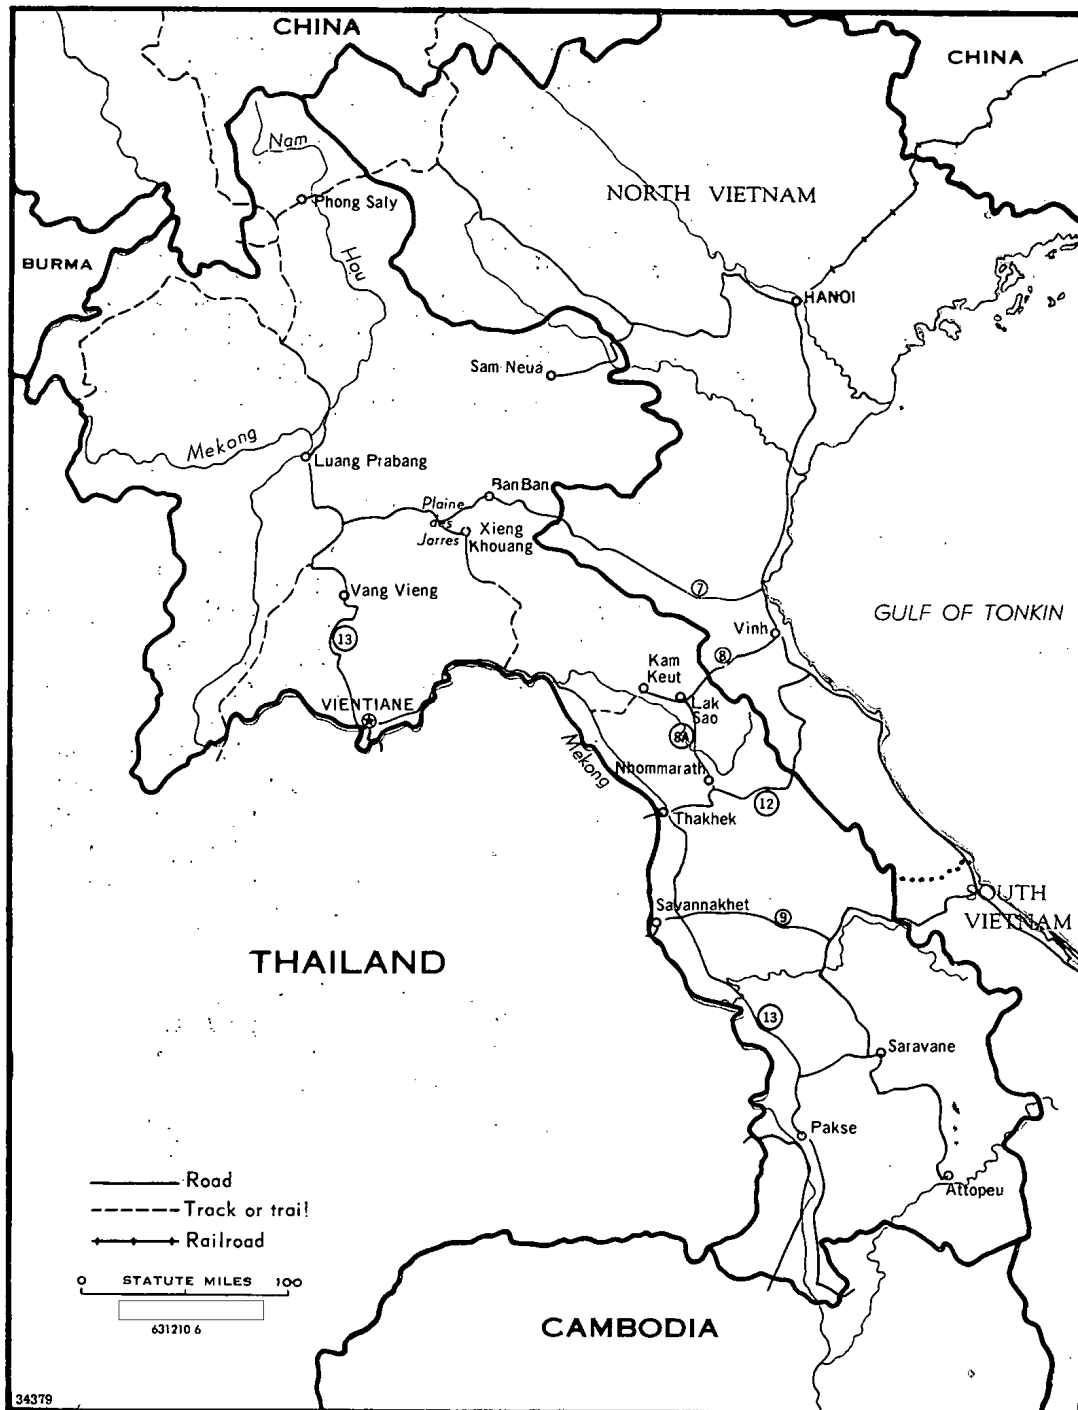 CHINA
CHINA
Nam
NORTH VIETNAM
Phong Saly
BURMA
Hou
HANOI
Sam Neua
Mekong
Luang Prabang
Ban Ban
Plaine
des
Jarres
Xieng
Khouang
Vang Vieng
7
GULF OF TONKIN
Vinh
13
8
Kam
Keut
VIENTIANE
Lak
Sao
8A
Mekong
Nhommarath
12
Thakhek
SOUTH
VIETNAM
Savannakhet
9
THAILAND
13
Saravane
Pakse
Attopeu
Road
Track or trail
Railroad
0 STATUTE MILES 100
631210 6
CAMBODIA
34379